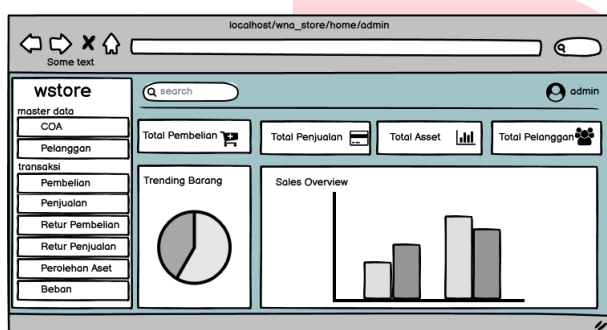 localhost/wna_store/home/admin
Some text
wstore
search
admin
master data
COA
Pelanggan
transaksi
Pembelian
Penjualan
Retur Pembelian
Retur Penjualan
Perolehan Aset
Beban
Total Pembelian
Total Penjualan
Total Asset
Total Pelanggan
Trending Barang
Sales Overview